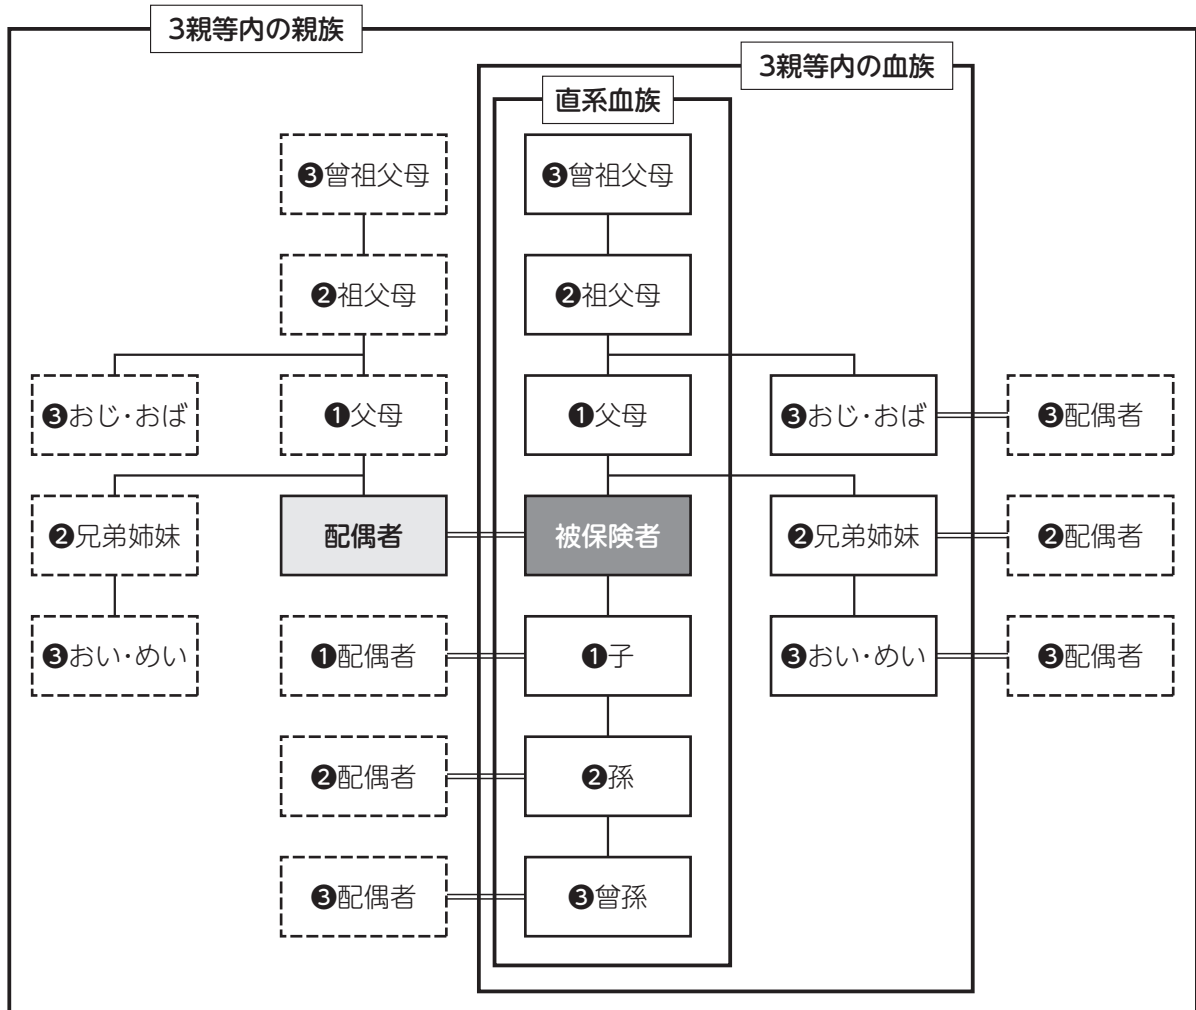 3親等内の親族
3親等内の血族
直系血族
❸曾祖父母
❸曾祖父母
❷祖父母
❷祖父母
❸おじ・おば
❶父母
❶父母
❸おじ・おば
❸配偶者
❷兄弟姉妹
配偶者
被保険者
❷兄弟姉妹
❷配偶者
❸おい・めい
❶配偶者
❶子
❸おい・めい
❸配偶者
❷配偶者
❷孫
❸配偶者
❸曾孫